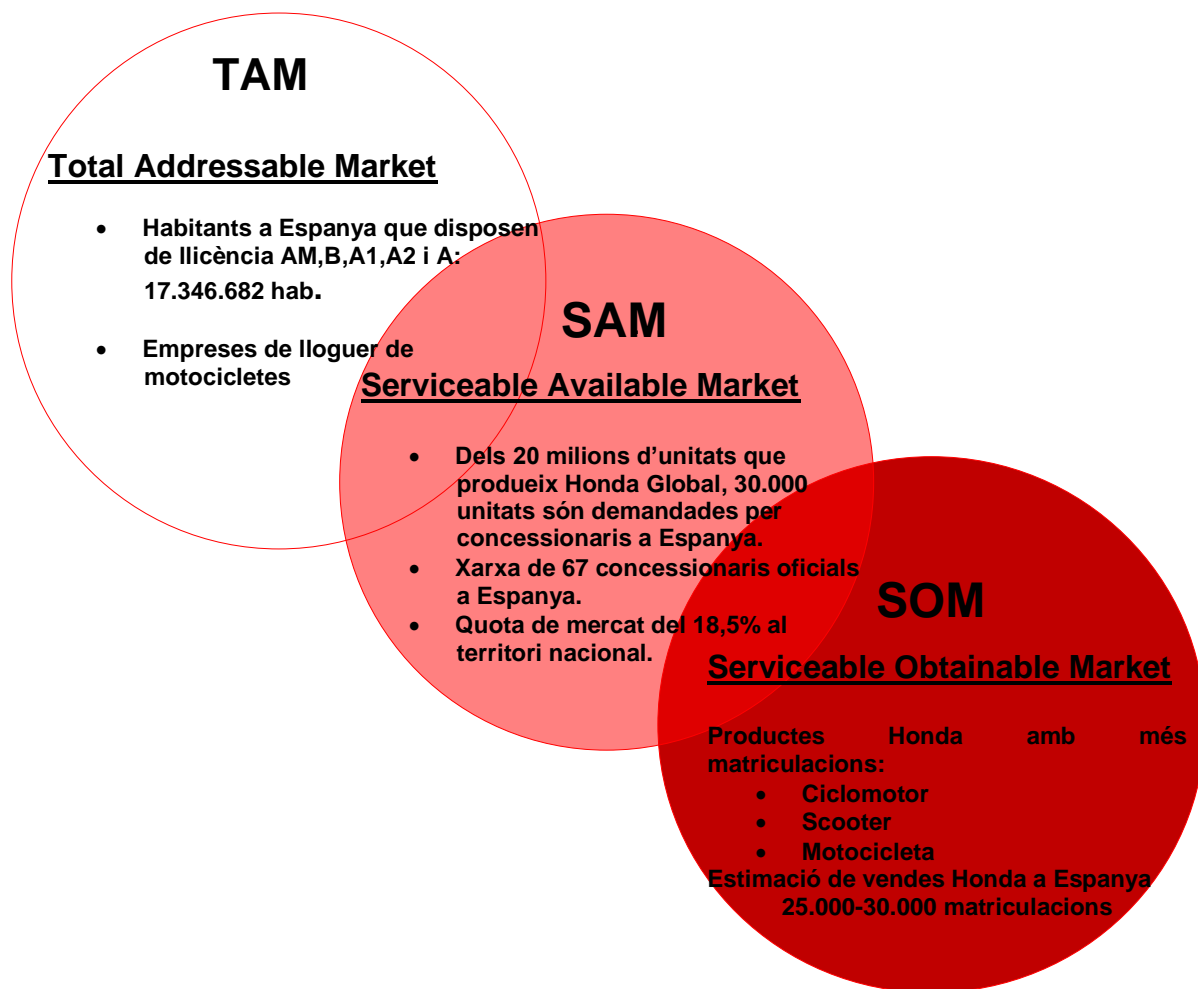 TAM
Total Addressable Market
• Habitants a Espanya que disposen
de llicència AM,B,A1,A2 i A:
17.346.682 hab.
• Empreses de lloguer de
motocicletes
SAM
Serviceable Available Market
• Dels 20 milions d’unitats que
produeix Honda Global, 30.000
unitats són demandades per
concessionaris a Espanya.
• Xarxa de 67 concessionaris oficials
a Espanya.
• Quota de mercat del 18,5% al
territori nacional.
SOM
Serviceable Obtainable Market
Productes Honda amb més
matriculacions:
• Ciclomotor
• Scooter
• Motocicleta
Estimació de vendes Honda a Espanya
25.000-30.000 matriculacions